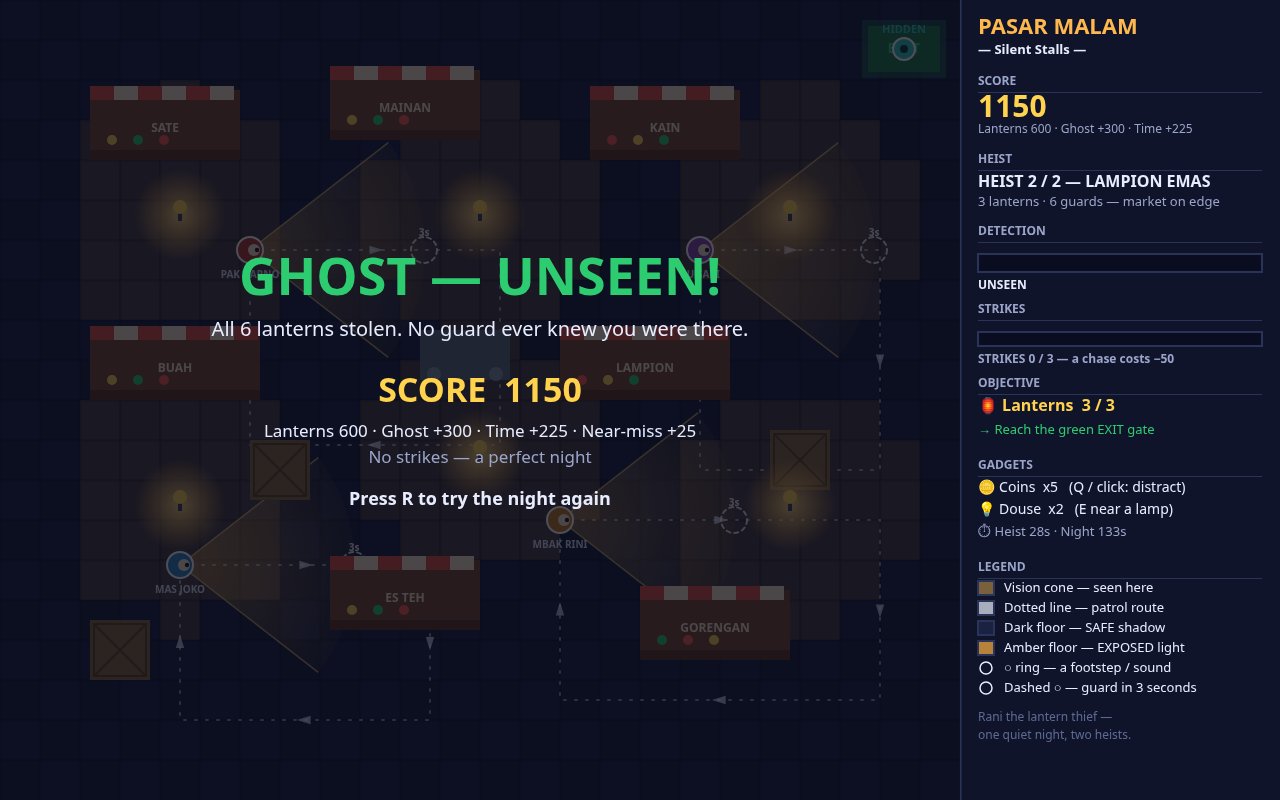 HIDDEN
SATE
MAINAN
KAIN
3s
3s
GHOST — UNSEEN!
All 6 lanterns stolen. No guard ever knew you were there.
BUAH
LAMPION
SCORE 1150
Lanterns 600 · Ghost +300 · Time +225 · Near-miss +25
No strikes — a perfect night
Press R to try the night again
3s
MBAK RINI
3s
MAS JOKO
ES TEH
GORENGAN
PASAR MALAM
— Silent Stalls —
SCORE
1150
Lanterns 600 · Ghost +300 · Time +225
HEIST
HEIST 2 / 2 — LAMPION EMAS
3 lanterns · 6 guards — market on edge
DETECTION
UNSEEN
STRIKES
STRIKES 0 / 3 — a chase costs −50
OBJECTIVE
🏮 Lanterns 3 / 3
→ Reach the green EXIT gate
GADGETS
🪙 Coins x5 (Q / click: distract)
💡 Douse x2 (E near a lamp)
⏱ Heist 28s · Night 133s
LEGEND
Vision cone — seen here
Dotted line — patrol route
Dark floor — SAFE shadow
Amber floor — EXPOSED light
○ ring — a footstep / sound
Dashed ○ — guard in 3 seconds
Rani the lantern thief —
one quiet night, two heists.